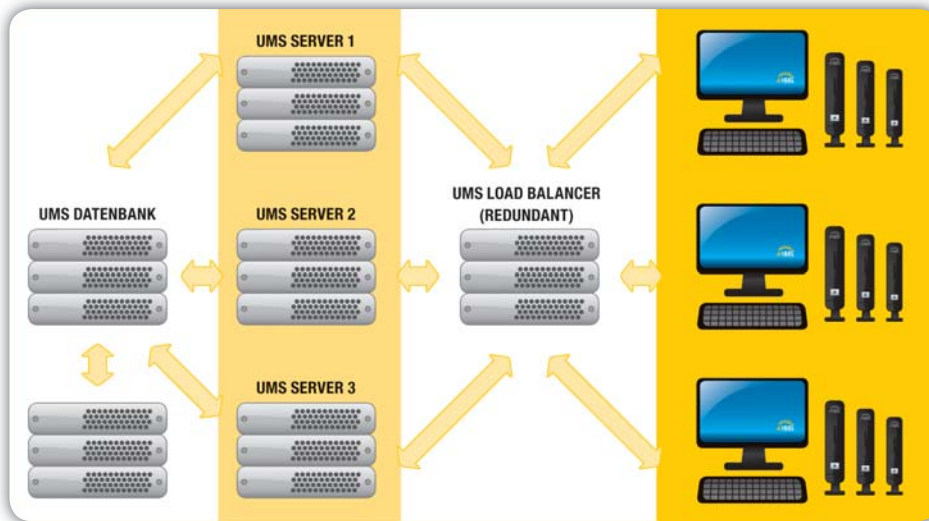 UMS SERVER 1
UMS DATENBANK
UMS SERVER 2
UMS LOAD BALANCER
(REDUNDANT)
UMS SERVER 3